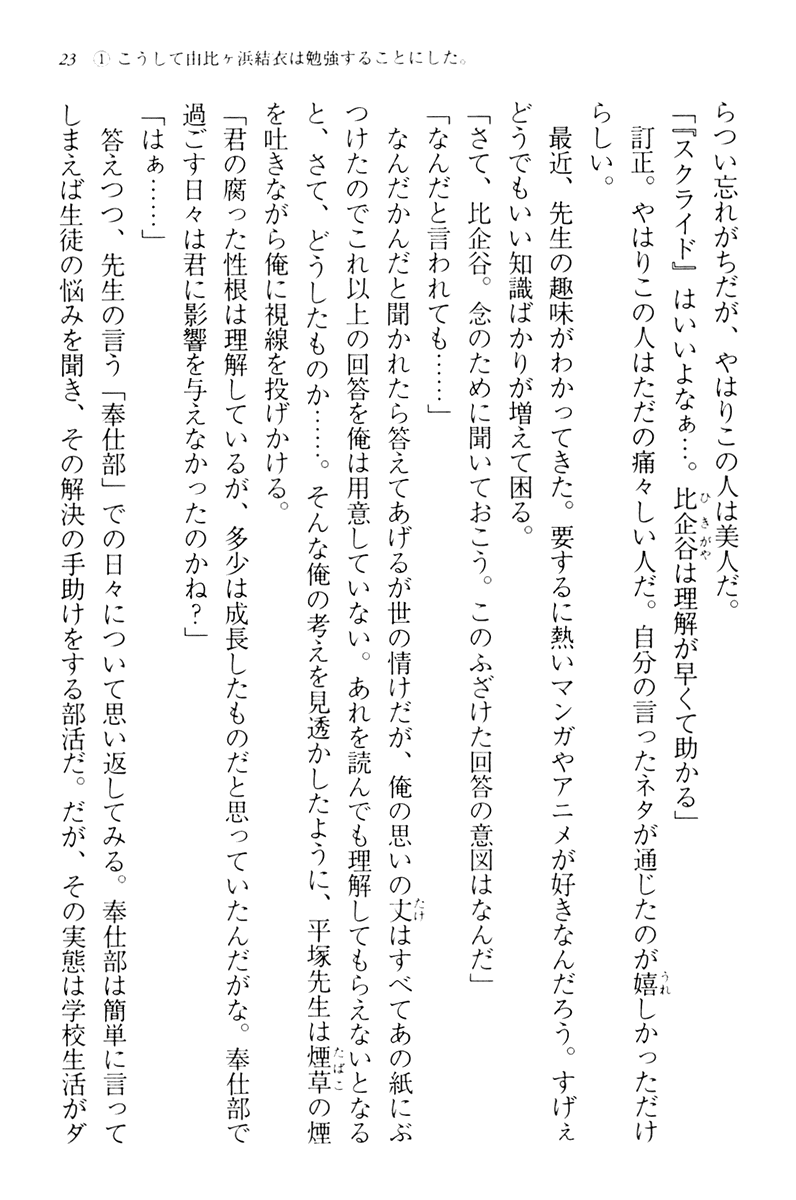 23 ①こうして由比ヶ浜結衣は勉強することにした。
らつい忘れがちだが、やはりこの人は美人だ。
「『スクライド』はいいよなぁ…。比企谷は理解が早くて助かる」
訂正。やはりこの人はただの痛々しい人だ。自分の言ったネタが通じたのが嬉しかっただけ
らしい。
最近、先生の趣味がわかってきた。要するに熱いマンガやアニメが好きなんだろう。すげぇ
どうでもいい知識ばかりが増えて困る。
「さて、比企谷。念のために聞いておこう。このふざけた回答の意図はなんだ」
「なんだと言われても……」
なんだかんだと聞かれたら答えてあげるが世の情けだが、俺の思いの丈はすべてあの紙にぶ
つけたのでこれ以上の回答を俺は用意していない。あれを読んでも理解してもらえないとなる
と、さて、どうしたものか……。そんな俺の考えを見透かしたように、平塚先生は煙草の煙
を吐きながら俺に視線を投げかける。
「君の腐った性根は理解しているが、多少は成長したものだと思っていたんだがな。奉仕部で
過ごす日々は君に影響を与えなかったのかね?」
「はぁ……」
答えつつ、先生の言う「奉仕部」での日々について思い返してみる。奉仕部は簡単に言って
しまえば生徒の悩みを聞き、その解決の手助けをする部活だ。だが、その実態は学校生活がダ